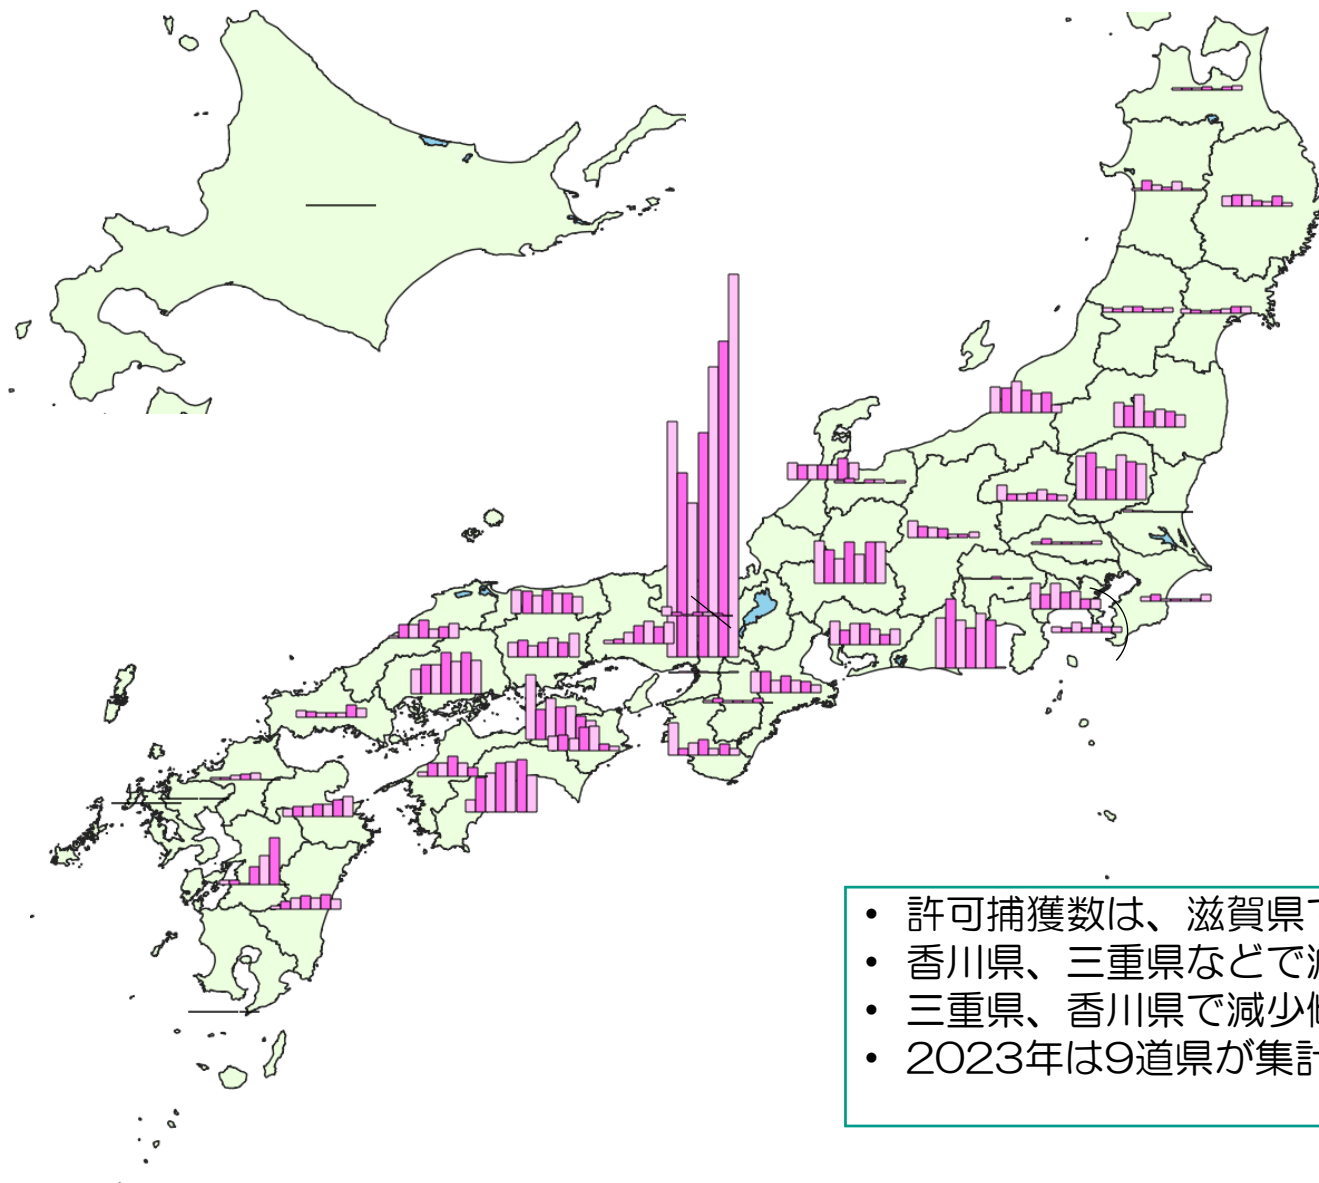 • 許可捕獲数は、滋賀県で
• 香川県、三重県などで減
• 三重県、香川県で減少
• 2023年は9道県が集計